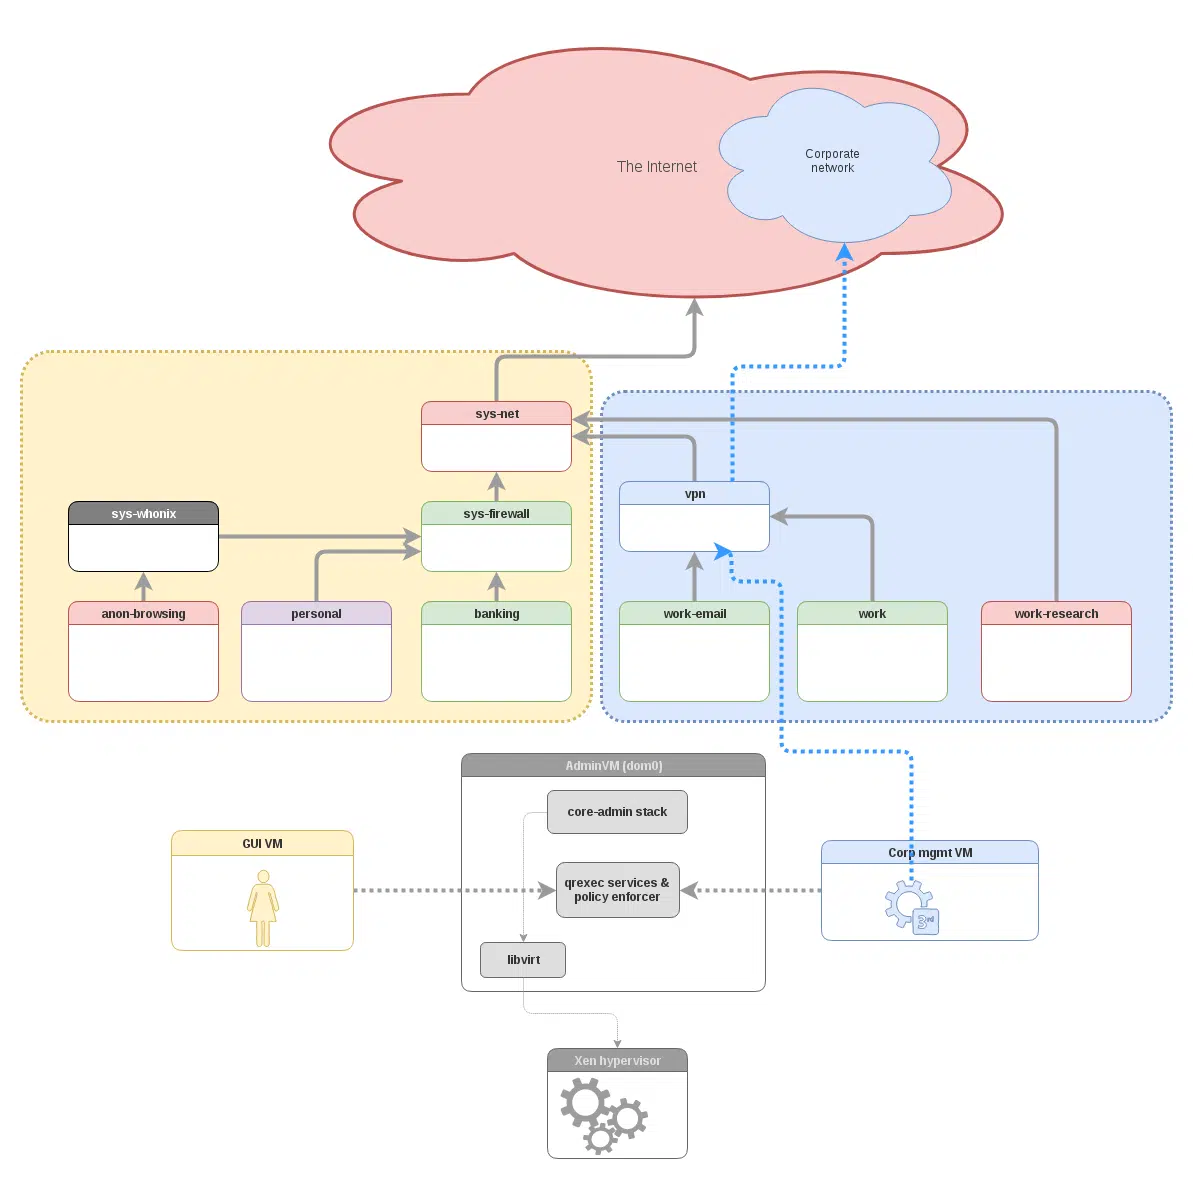 The Internet
Corporate
network
sys-net
sys-whonix
sys-firewall
vpn
anon-browsing
personal
banking
work-email
work
work-research
AdminVM (dom0)
core-admin stack
GUI VM
qrexec services &
policy enforcer
Corp mgmt VM
3rd
libvirt
Xen hypervisor